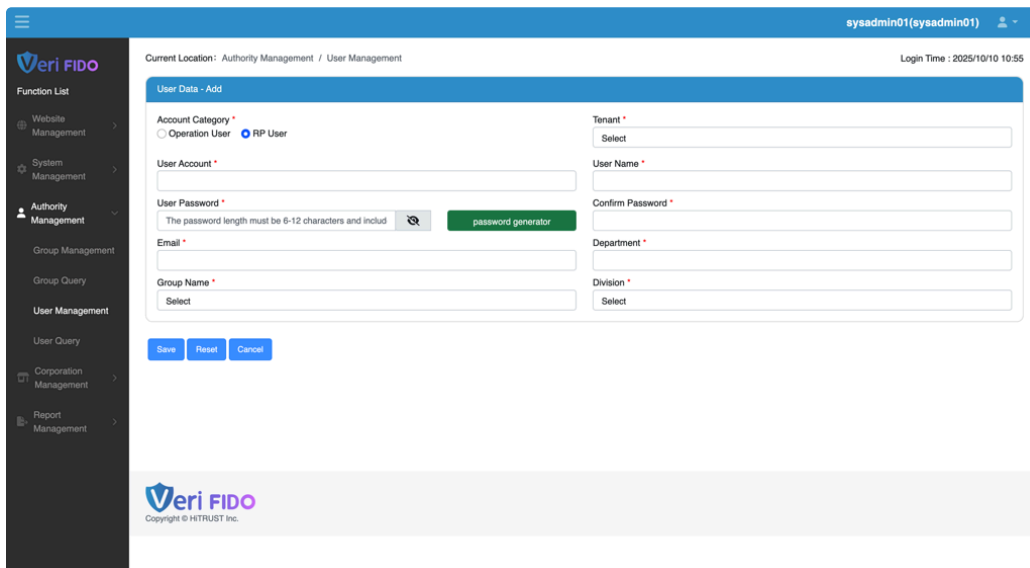 sysadmin01(sysadmin01)
Veri FIDO
Function List
Website
Management
System
Management
Authority
Management
Group Management
Group Query
User Management
User Query
Corporation
Management
Report
Management
Current Location: Authority Management / User Management
Login Time : 2025/10/10 10:55
User Data - Add
Account Category *
Operation User RP User
Tenant *
Select
User Account *
User Name *
User Password *
The password length must be 6-12 characters and includ
password generator
Confirm Password *
Email *
Department *
Group Name *
Select
Division *
Select
Save Reset Cancel
Veri FIDO
Copyright © HiTRUST Inc.